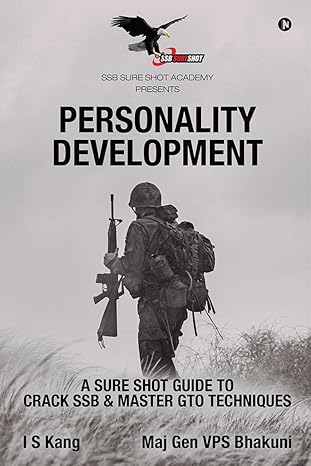 N
SSB SURESHOT
SSB SURE SHOT ACADEMY
PRESENTS
PERSONALITY
DEVELOPMENT
A SURE SHOT GUIDE TO
CRACK SSB & MASTER GTO TECHNIQUES
I S Kang
Maj Gen VPS Bhakuni